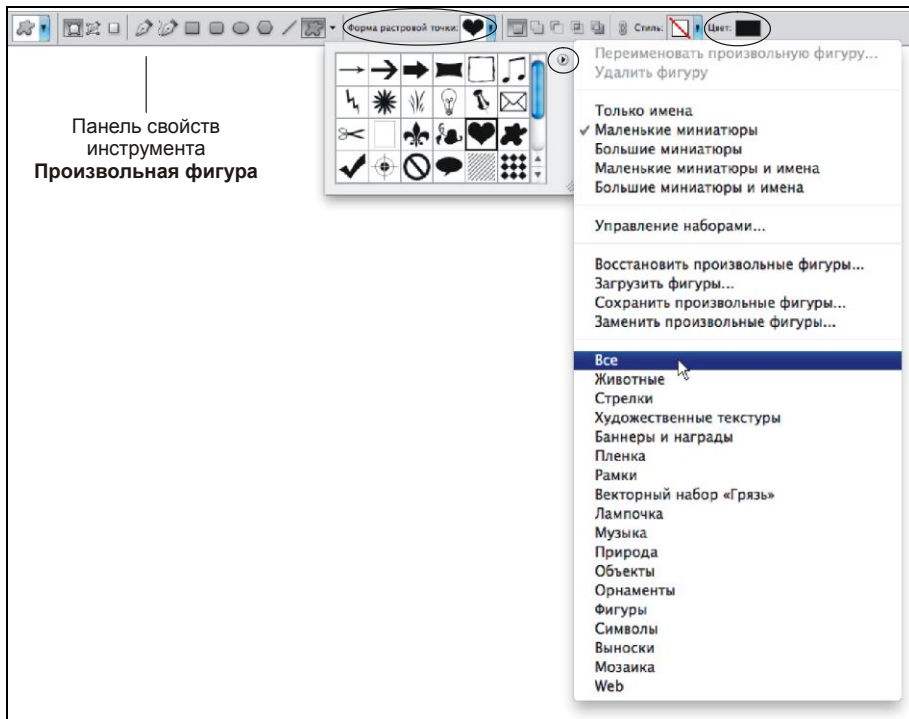 Форма растровой точки:
Стиль:
Цвет:
Панель свойств
инструмента
Произвольная фигура
Переименовать произвольную фигуру...
Удалить фигуру
Только имена
✓ Маленькие миниатюры
Большие миниатюры
Маленькие миниатюры и имена
Большие миниатюры и имена
Управление наборами...
Восстановить произвольные фигуры...
Загрузить фигуры...
Сохранить произвольные фигуры...
Заменить произвольные фигуры...
Все
Животные
Стрелки
Художественные текстуры
Баннеры и награды
Пленка
Рамки
Векторный набор «Грязь»
Лампочка
Музыка
Природа
Объекты
Орнаменты
Фигуры
Символы
Выноски
Мозаика
Web